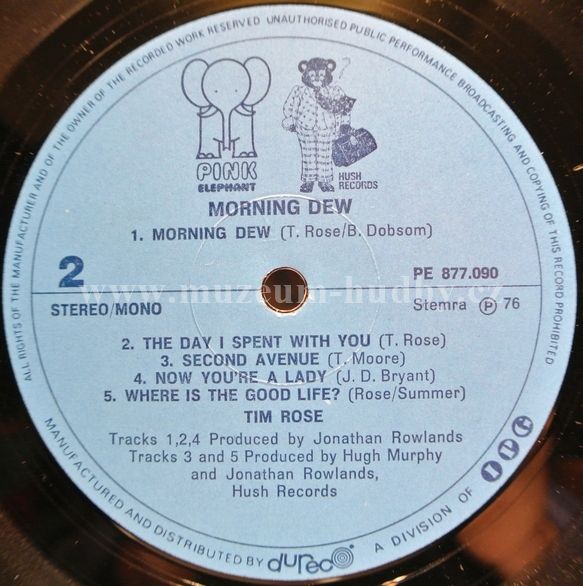 ALL RIGHTS OF THE MANUFACTURER AND OF THE OWNER OF THE RECORDED WORK RESERVED UNAUTHORISED PUBLIC PERFORMANCE BROADCASTING AND COPYING OF THIS RECORD PROHIBITED
PINK
ELEPHANT
HUSH
RECORDS
MORNING DEW
1. MORNING DEW (T. Rose/B. Dobsom)
2
PE 877.090
www.muzeum-hudby.cz
STEREO/MONO
Stemra Ⓟ 76
2. THE DAY I SPENT WITH YOU (T. Rose)
3. SECOND AVENUE (T. Moore)
4. NOW YOU'RE A LADY (J. D. Bryant)
5. WHERE IS THE GOOD LIFE? (Rose/Summer)
TIM ROSE
Tracks 1,2,4 Produced by Jonathan Rowlands
Tracks 3 and 5 Produced by Hugh Murphy
and Jonathan Rowlands,
Hush Records
MANUFACTURED AND DISTRIBUTED BY dureco A DIVISION OF